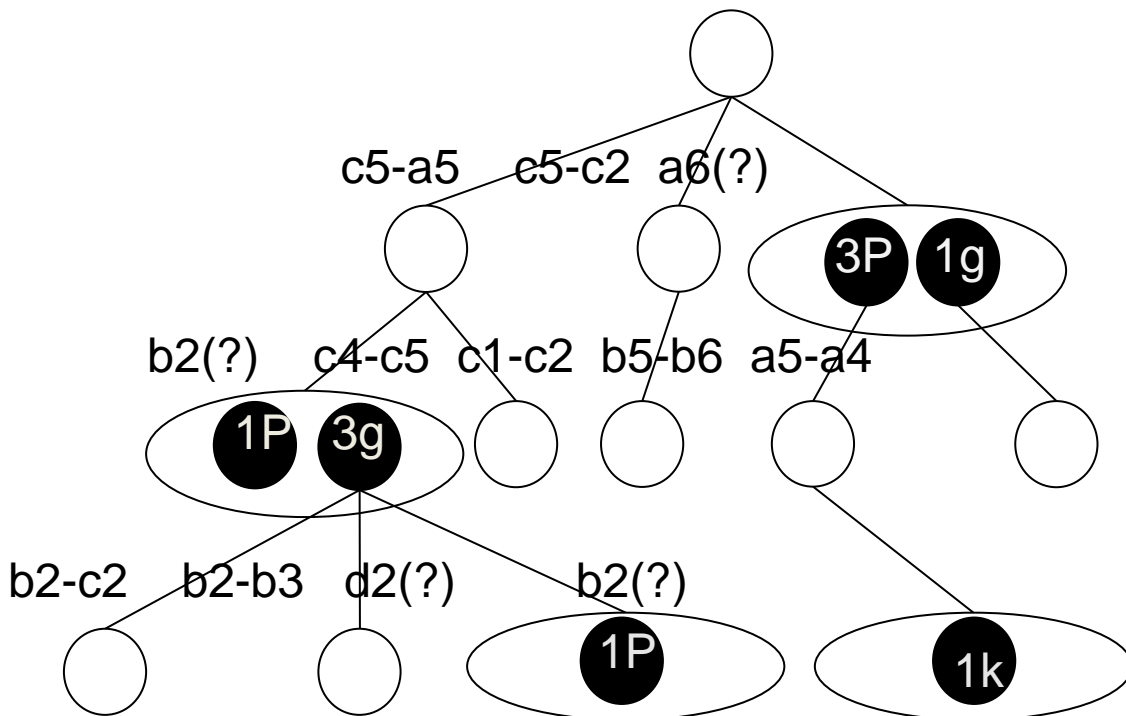 c5-a5 c5-c2 a6(?)
3P 1g
b2(?) c4-c5 c1-c2 b5-b6 a5-a4
1P 3g
b2-c2 b2-b3 d2(?) b2(?)
1P 1k